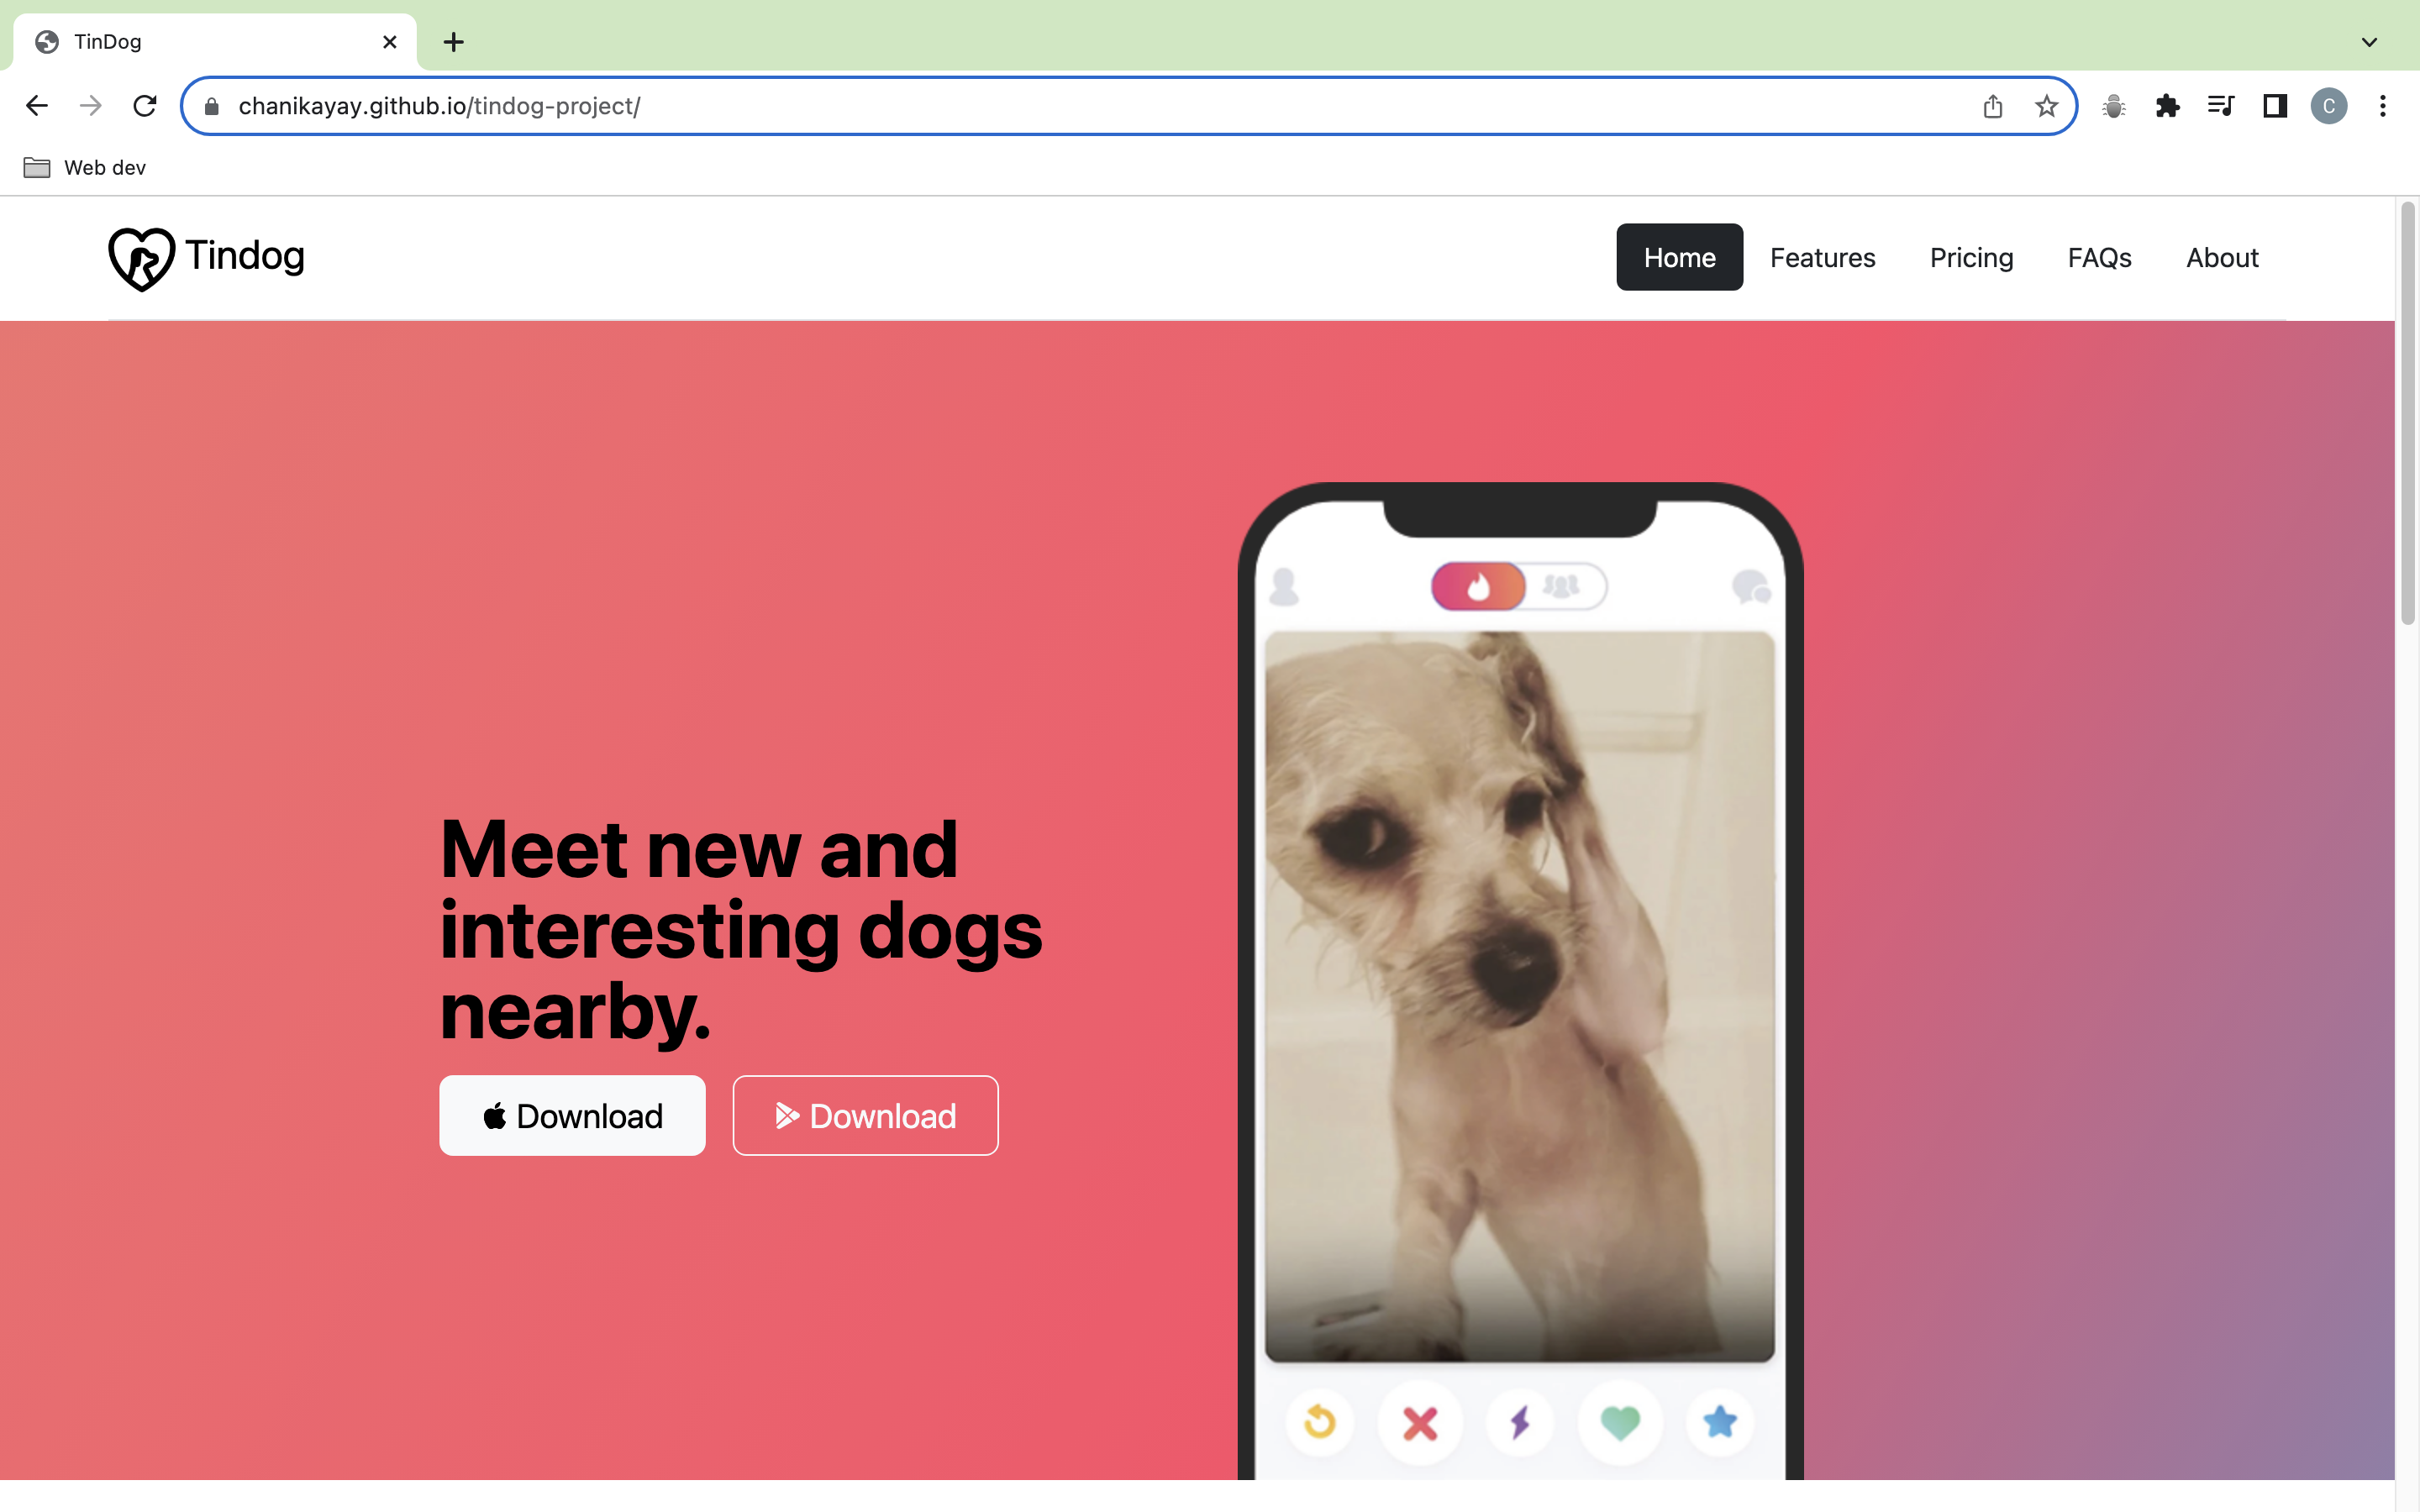 TinDog
chanikayay.github.io/tindog-project/
C
Web dev
Tindog
Home
Features
Pricing
FAQs
About
Meet new and
interesting dogs
nearby.
Download
Download